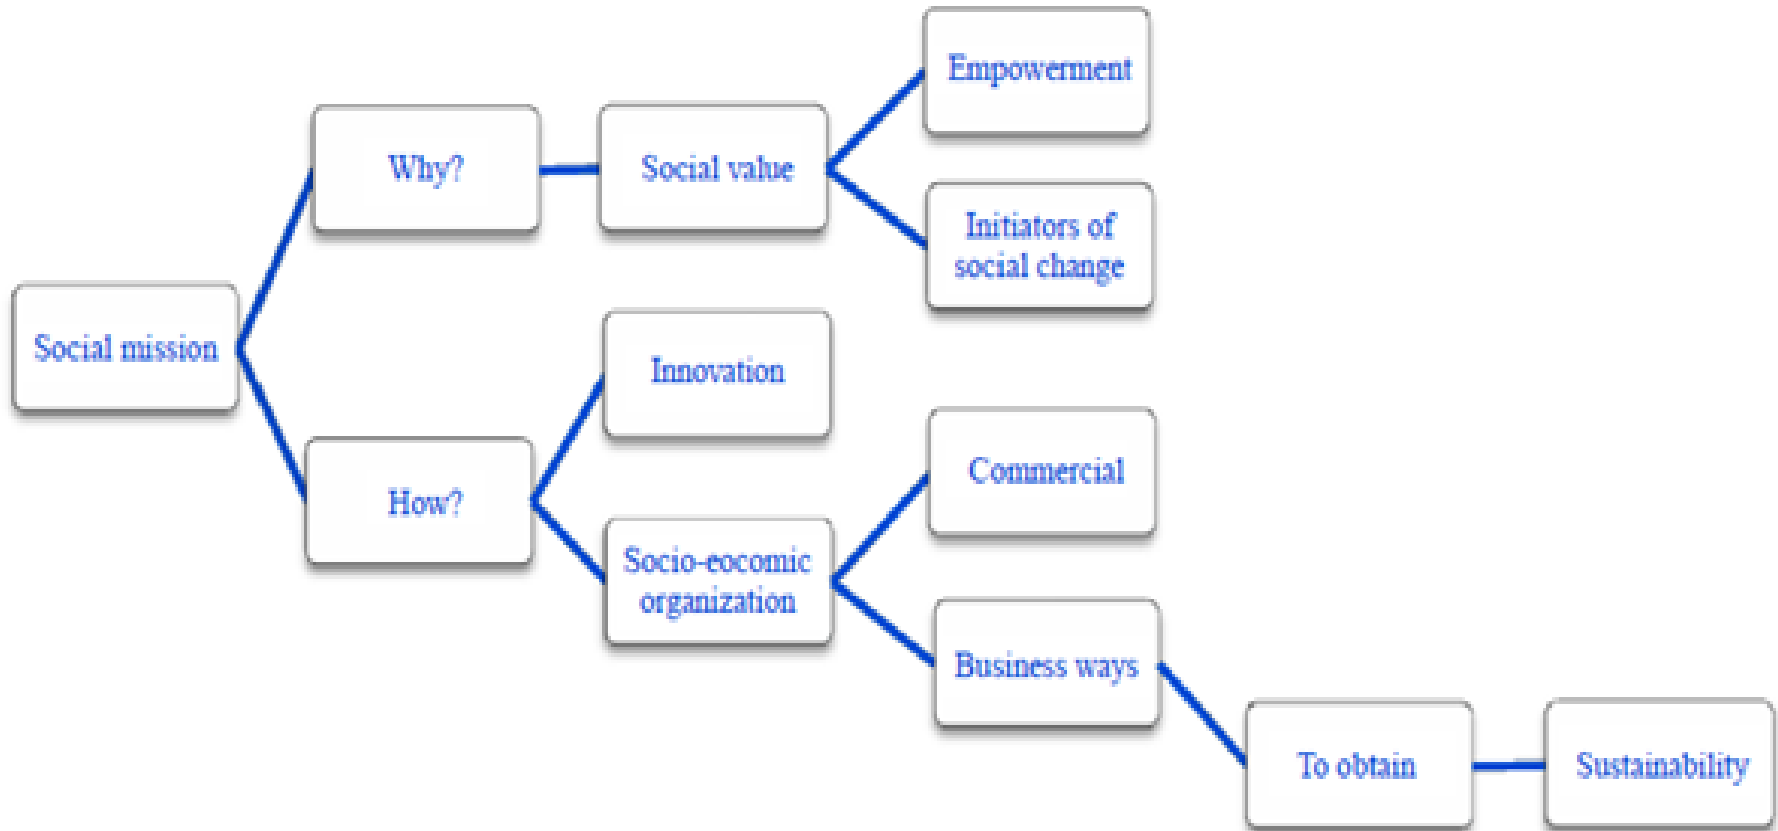 Empowerment
Why?
Social value
Initiators of
social change
Social mission
Innovation
Commercial
How?
Socio-eocomic
organization
Business ways
To obtain
Sustainability